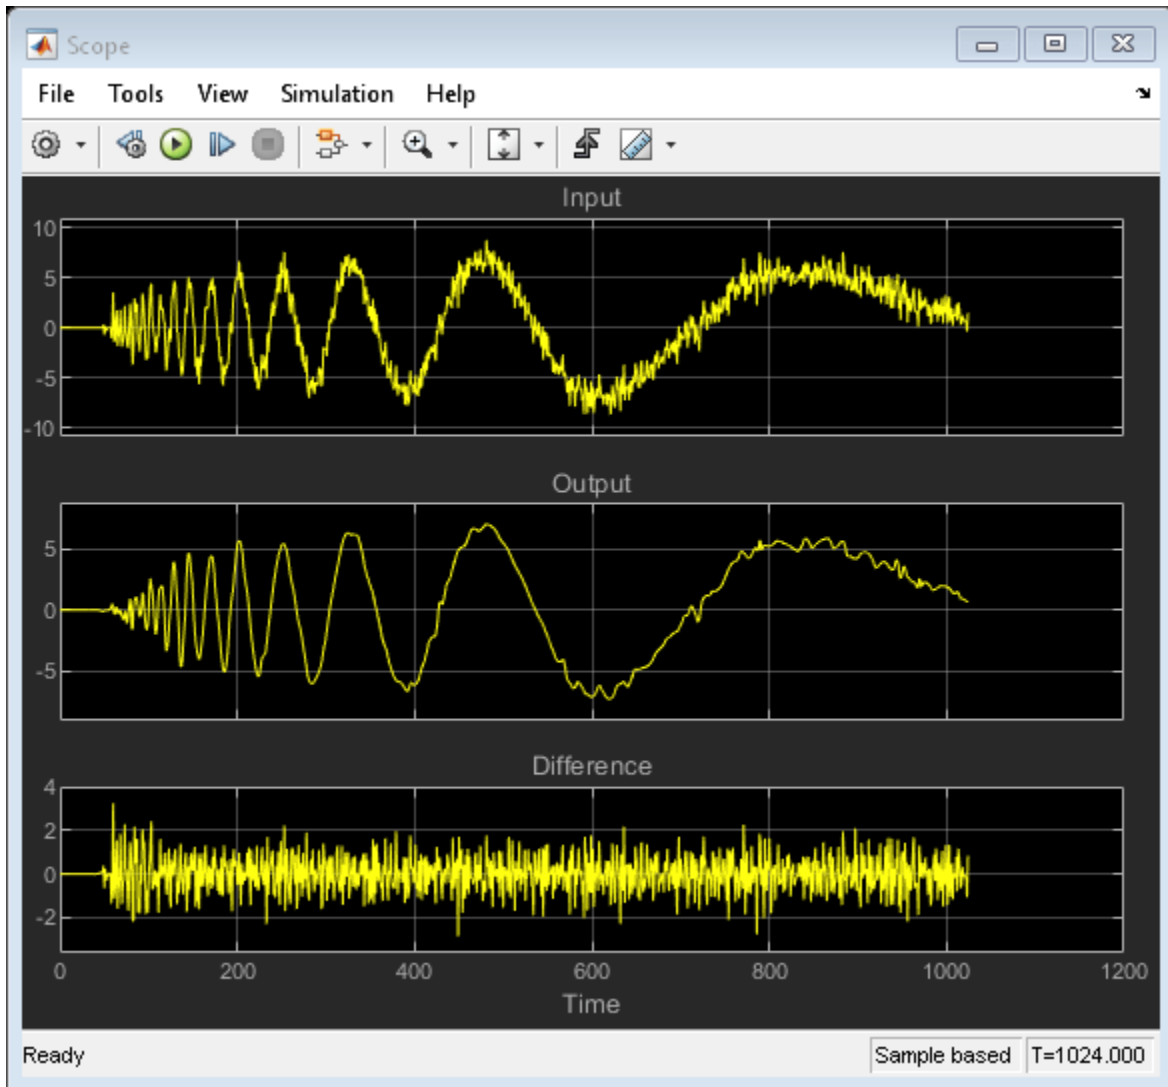 Scope
File Tools View Simulation Help
Input
10
5
0
-5
-10
Output
5
0
-5
Difference
4
2
0
-2
0 200 400 600 800 1000 1200
Time
Ready Sample based T=1024.000